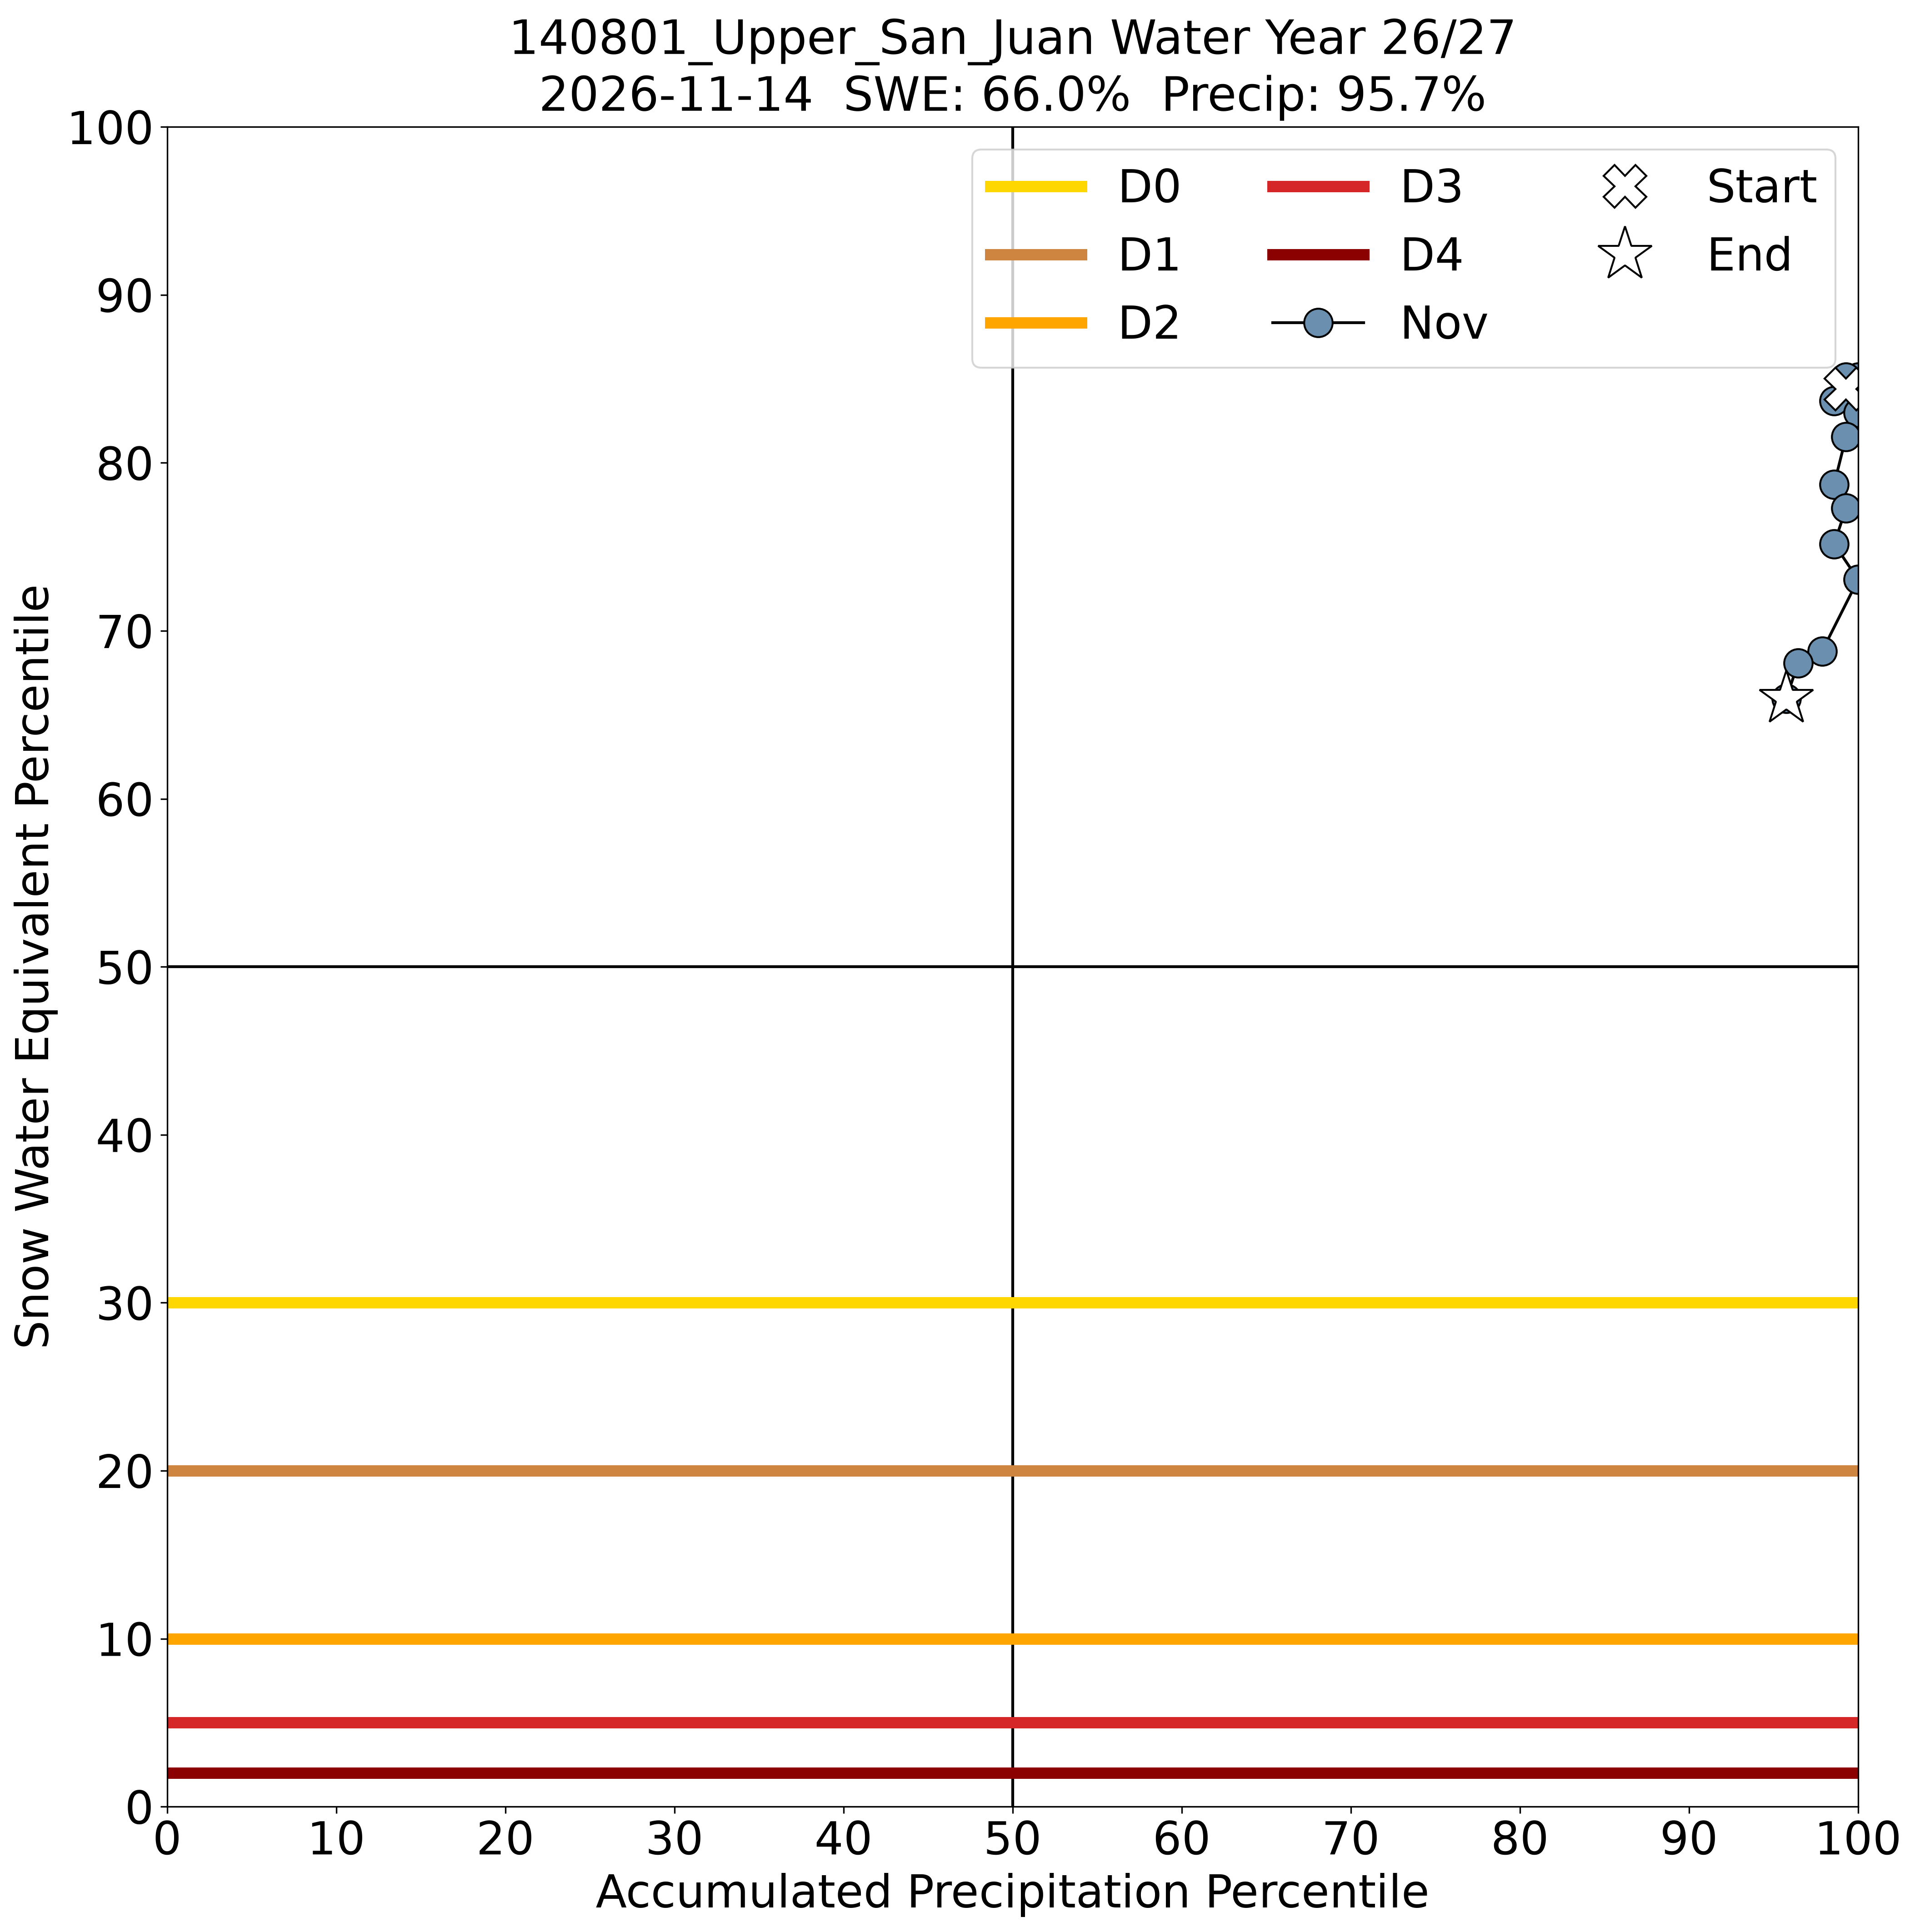 140801_Upper_San_Juan Water Year 26/27
2026-11-14  SWE: 66.0%  Precip: 95.7%
D0
D1
D2
D3
D4
Nov
Start
End
Snow Water Equivalent Percentile
100
90
80
70
60
50
40
30
20
10
0
0 10 20 30 40 50 60 70 80 90 100
Accumulated Precipitation Percentile